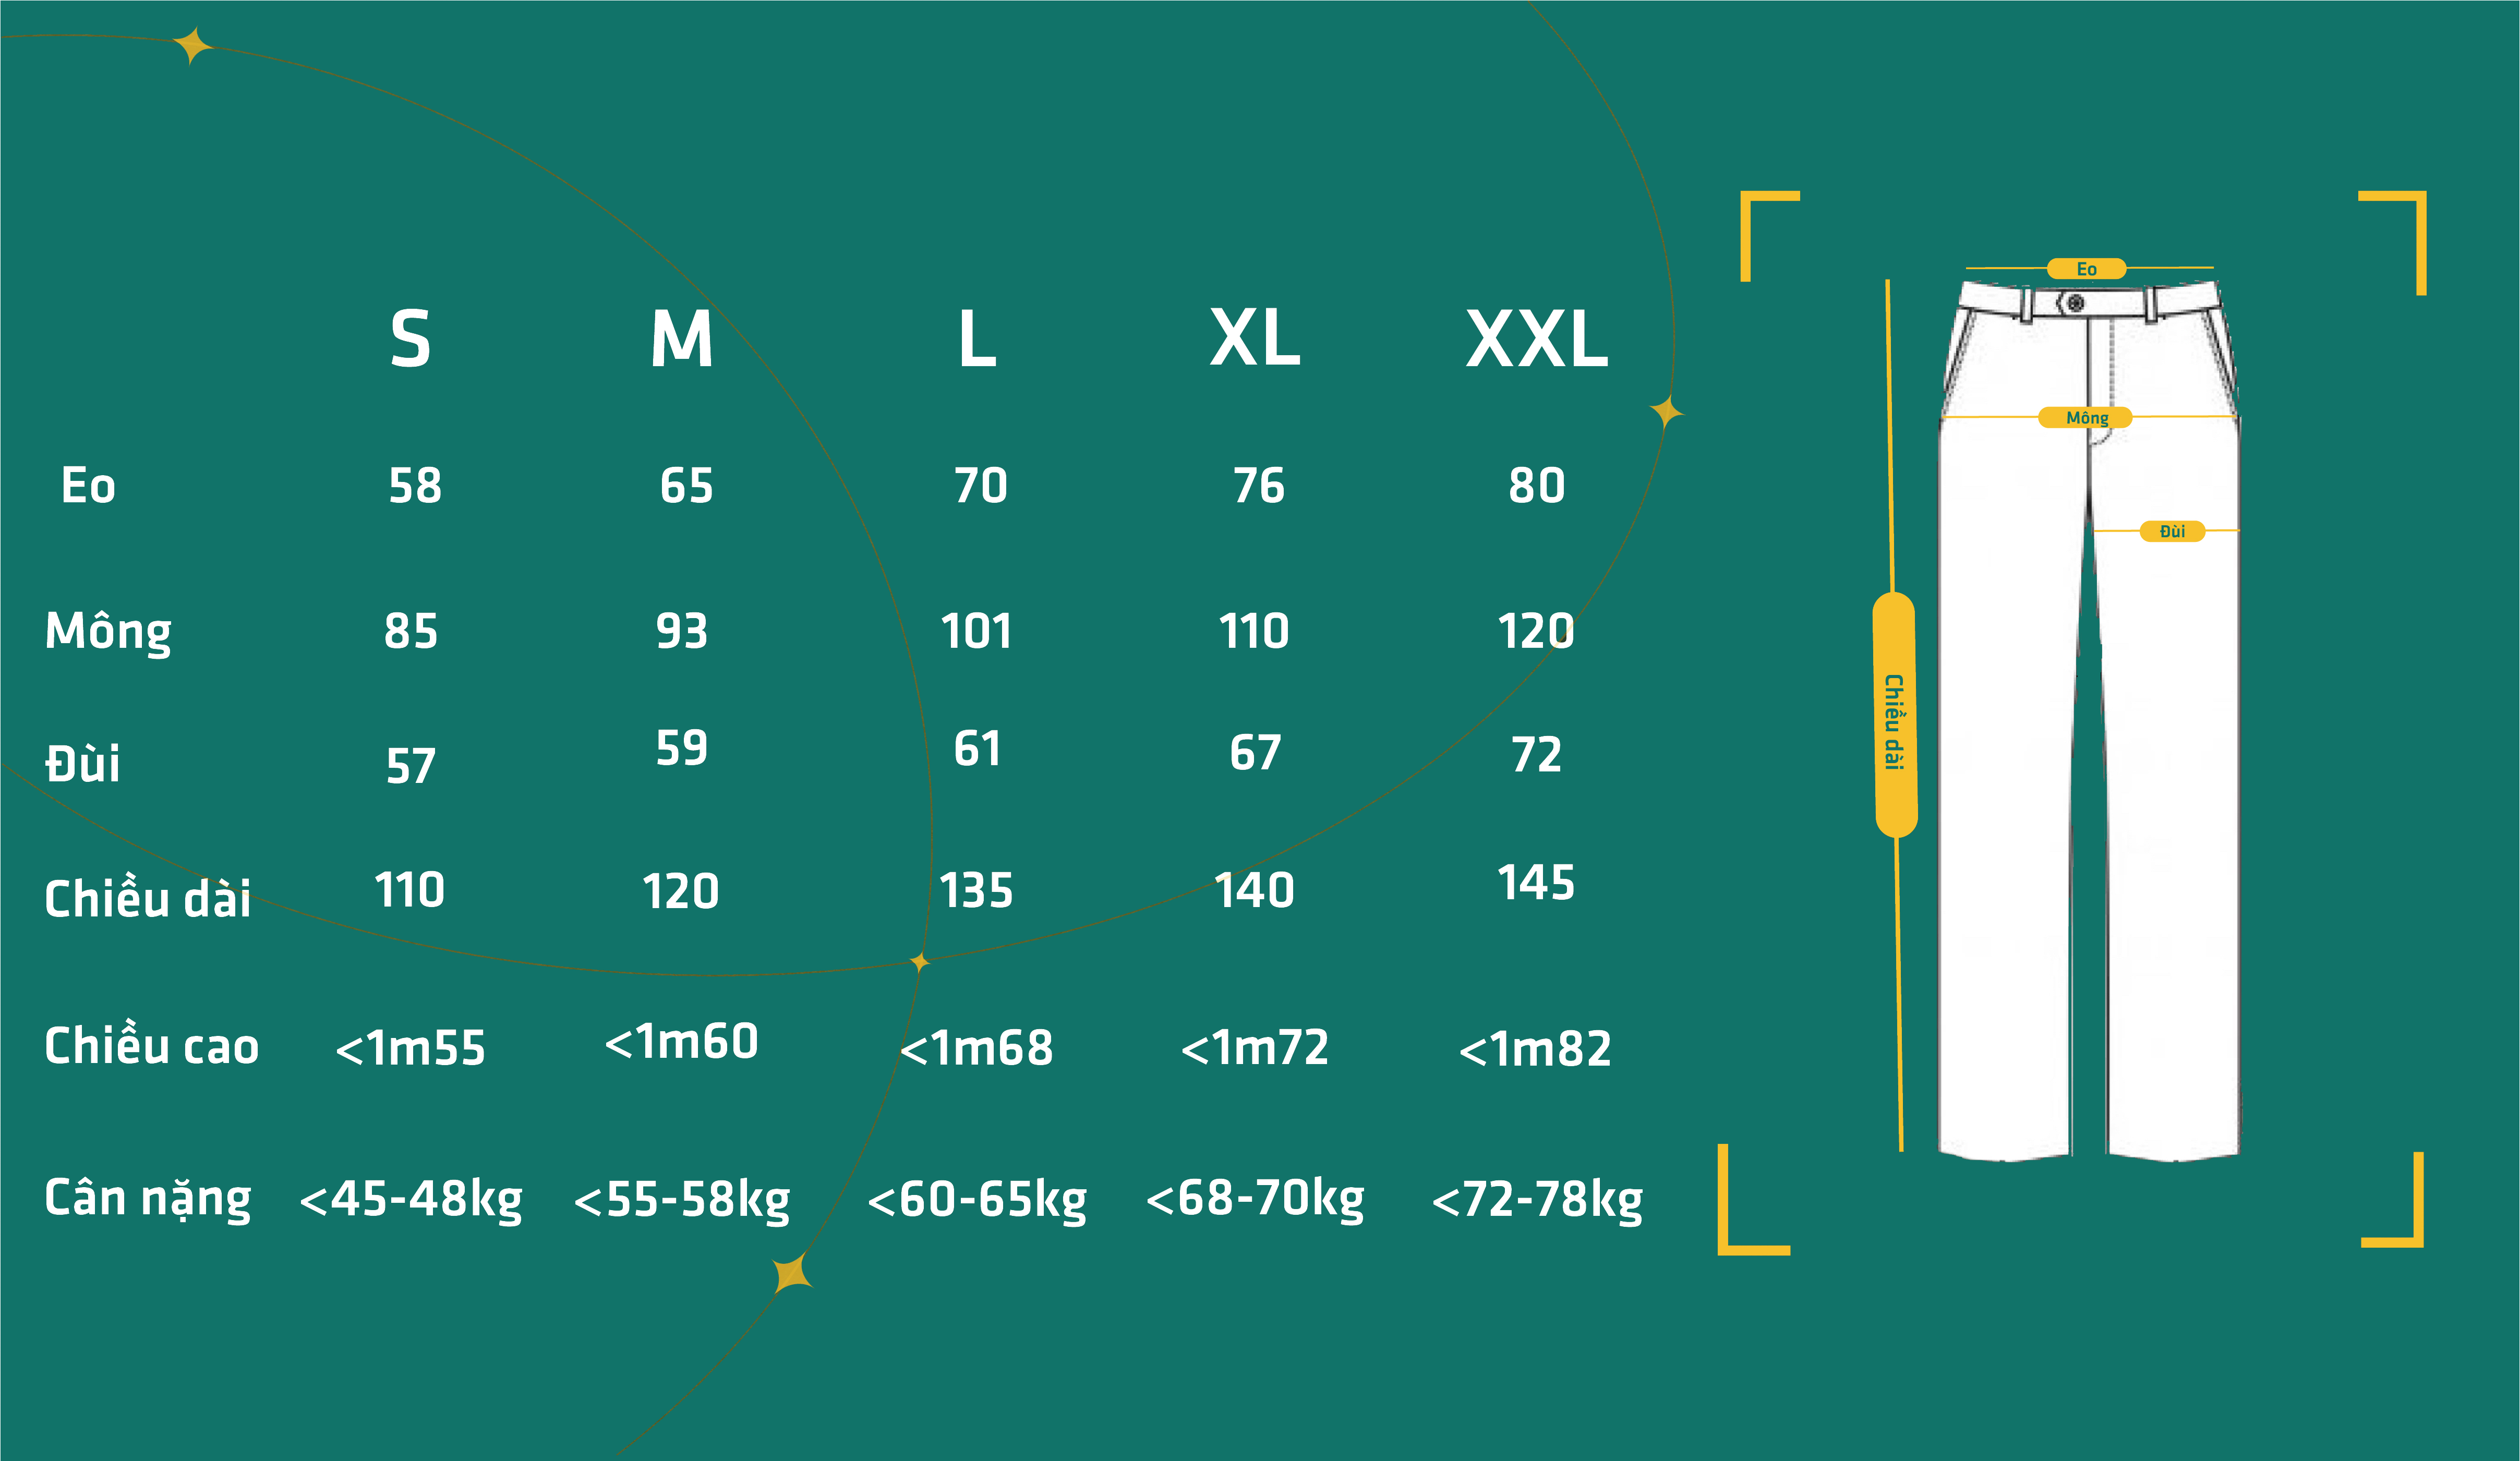 S M L XL XXL
Eo 58 65 70 76 80
Mông 85 93 101 110 120
Đùi 57 59 61 67 72
Chiều dài 110 120 135 140 145
Chiều cao <1m55 <1m60 <1m68 <1m72 <1m82
Cân nặng <45-48kg <55-58kg <60-65kg <68-70kg <72-78kg
Eo
Mông
Đùi
Chiều dài